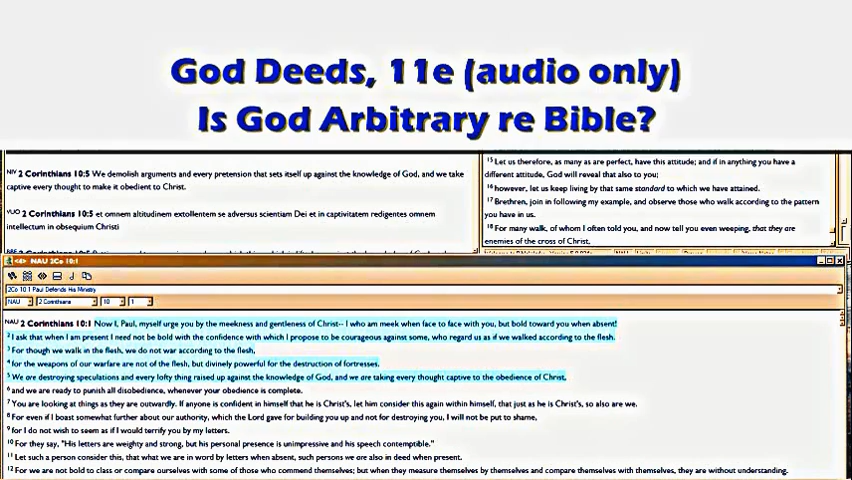 God Deeds, 11e (audio only)
Is God Arbitrary re Bible?
NIV 2 Corinthians 10:5 We demolish arguments and every pretension that sets itself up against the knowledge of God, and we take
captive every thought to make it obedient to Christ.
VUO 2 Corinthians 10:5 et omnem altitudinem extollentem se adversus scientiam Dei et in captivitatem redigentes omnem
intellectum in obsequium Christi
15 Let us therefore, as many as are perfect, have this attitude; and if in anything you have a
different attitude, God will reveal that also to you;
16 however, let us keep living by that same standard to which we have attained.
17 Brethren, join in following my example, and observe those who walk according to the pattern
you have in us.
18 For many walk, of whom I often told you, and now tell you even weeping, that they are
enemies of the cross of Christ,
<4> NAU 2Co 10:1
2Co 10:1 Paul Defends His Ministry
NAU 2 Corinthians 10 1
NAU 2 Corinthians 10:1 Now I, Paul, myself urge you by the meekness and gentleness of Christ-- I who am meek when face to face with you, but bold toward you when absent!
2 I ask that when I am present I need not be bold with the confidence with which I propose to be courageous against some, who regard us as if we walked according to the flesh.
3 For though we walk in the flesh, we do not war according to the flesh,
4 for the weapons of our warfare are not of the flesh, but divinely powerful for the destruction of fortresses.
5 We are destroying speculations and every lofty thing raised up against the knowledge of God, and we are taking every thought captive to the obedience of Christ,
6 and we are ready to punish all disobedience, whenever your obedience is complete.
7 You are looking at things as they are outwardly. If anyone is confident in himself that he is Christ's, let him consider this again within himself, that just as he is Christ's, so also are we.
8 For even if I boast somewhat further about our authority, which the Lord gave for building you up and not for destroying you, I will not be put to shame,
9 for I do not wish to seem as if I would terrify you by my letters.
10 For they say, "His letters are weighty and strong, but his personal presence is unimpressive and his speech contemptible."
11 Let such a person consider this, that what we are in word by letters when absent, such persons we are also in deed when present.
12 For we are not bold to class or compare ourselves with some of those who commend themselves; but when they measure themselves by themselves and compare themselves with themselves, they are without understanding.